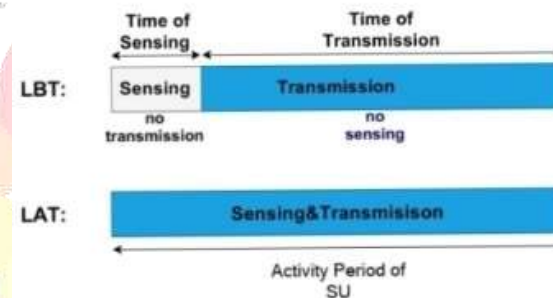 Time of
Sensing
Time of
Transmission
LBT:
Sensing
Transmission
no
transmission
no
sensing
LAT:
Sensing&Transmisison
Activity Period of
SU